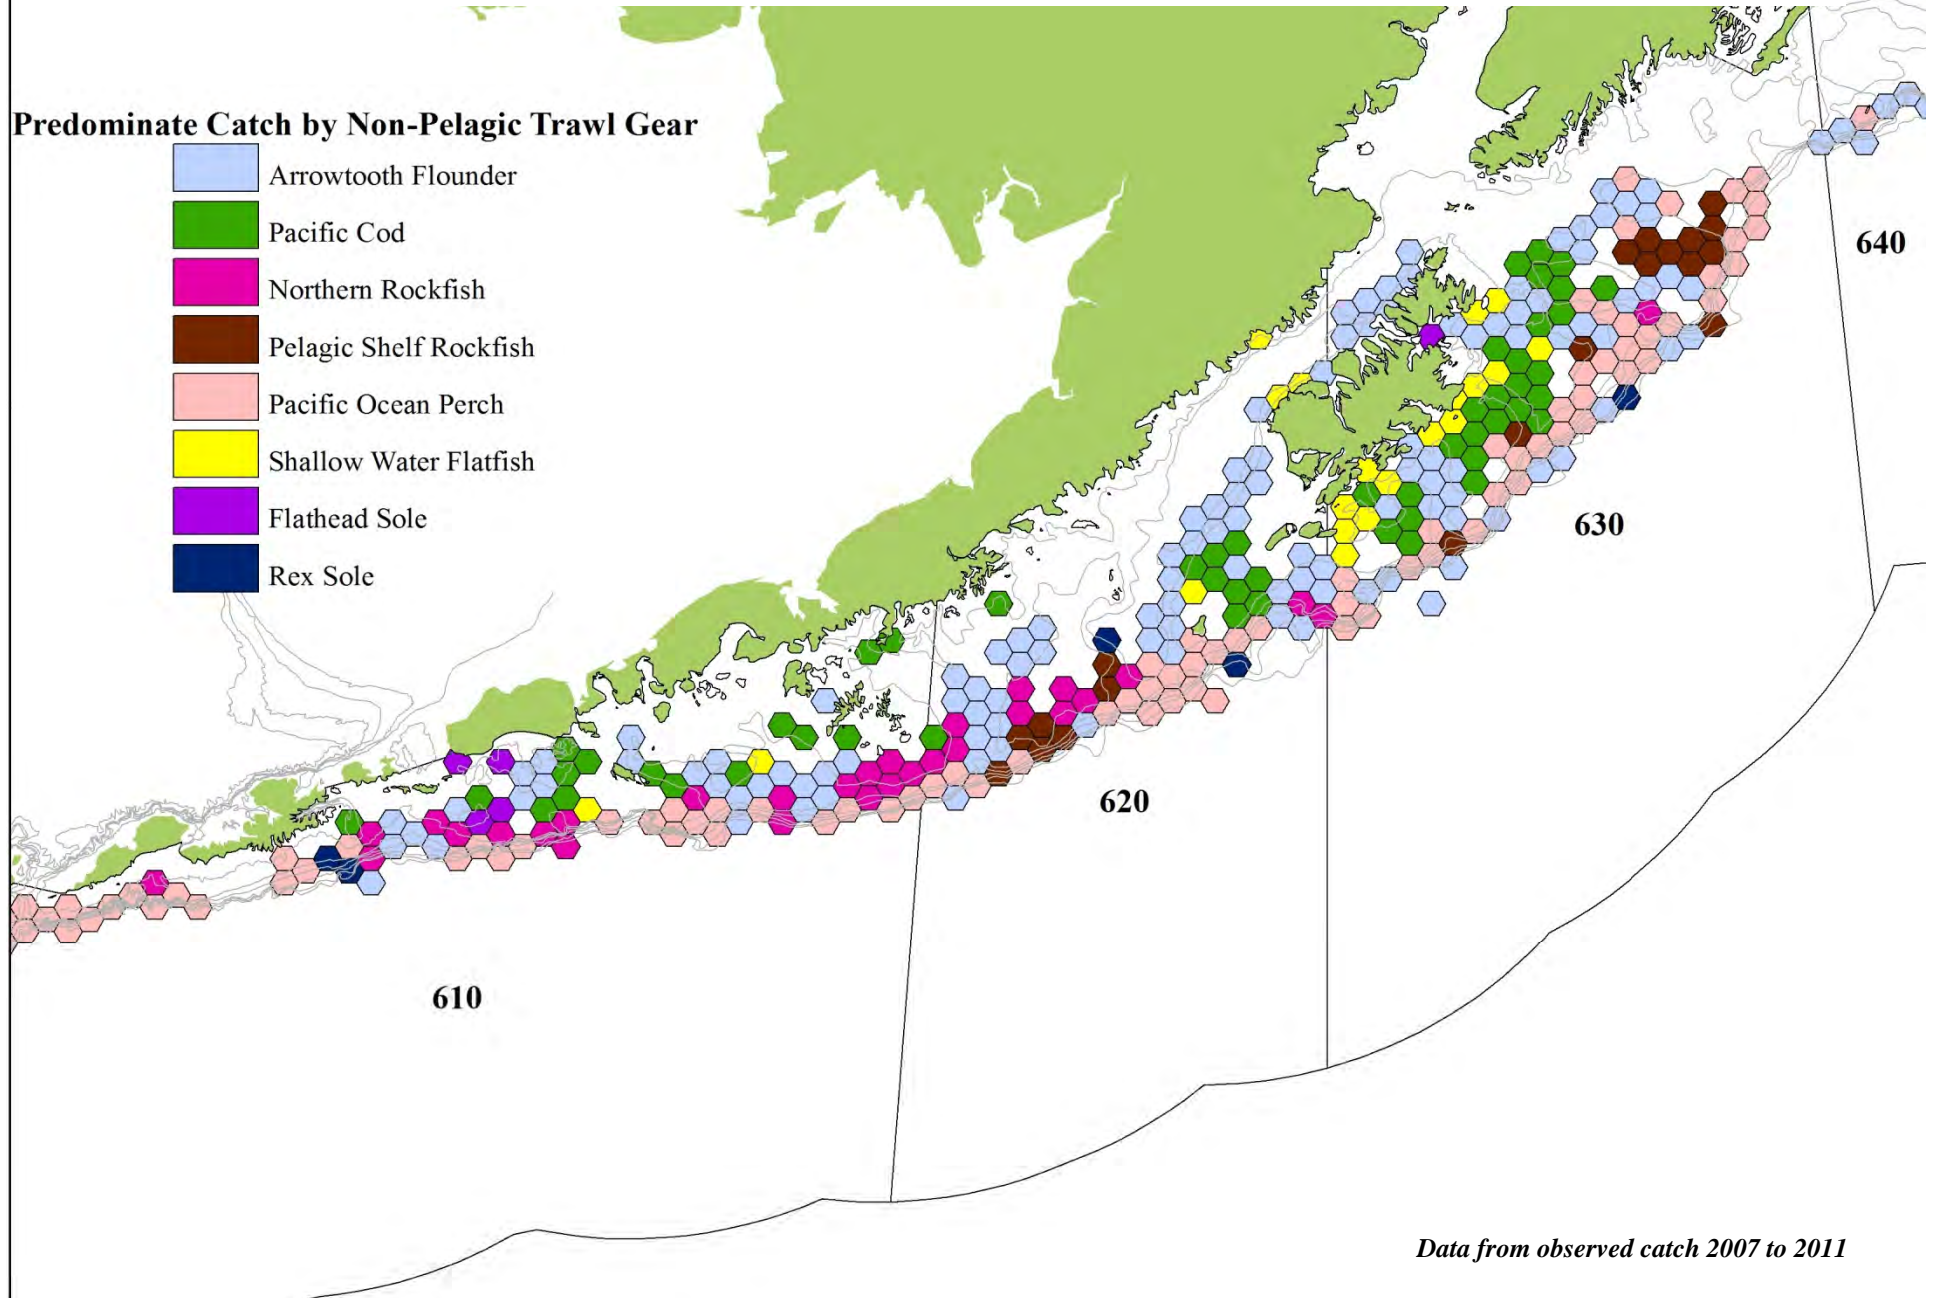 Predominate Catch by Non-Pelagic Trawl Gear
Arrowtooth Flounder
Pacific Cod
Northern Rockfish
Pelagic Shelf Rockfish
Pacific Ocean Perch
Shallow Water Flatfish
Flathead Sole
Rex Sole
640
630
620
610
Data from observed catch 2007 to 2011